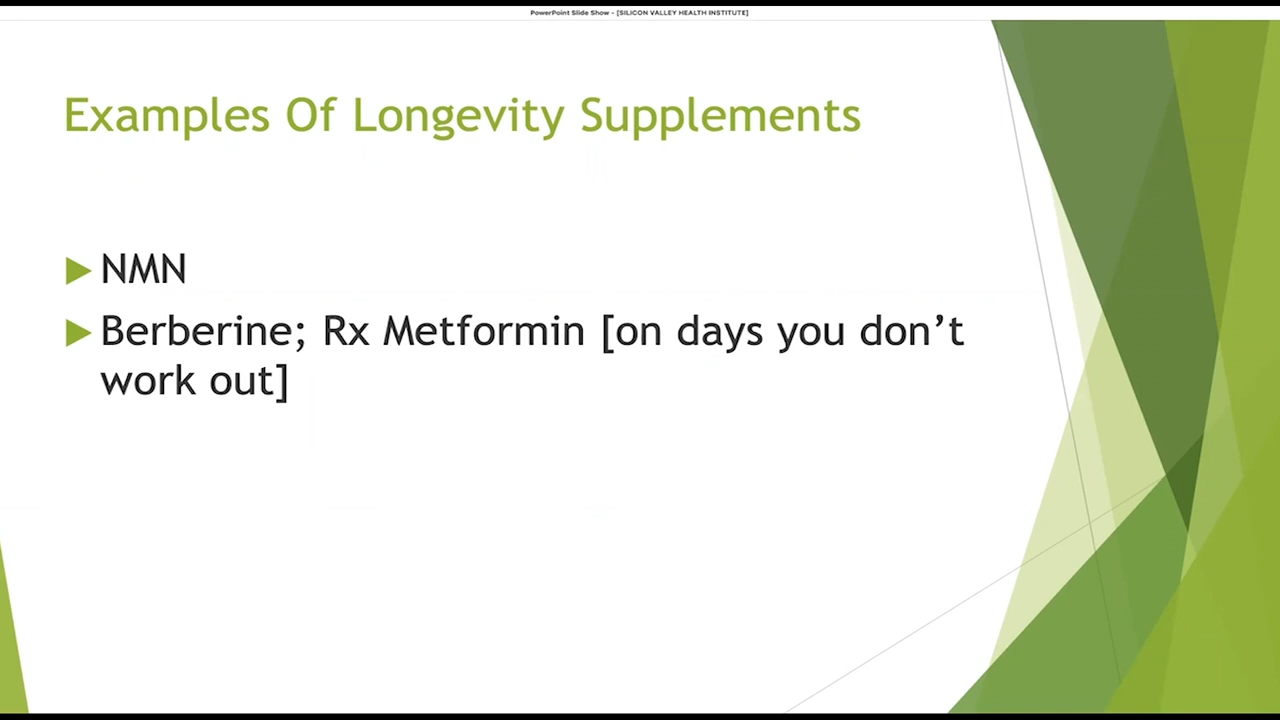 PowerPoint Slide Show - [SILICON VALLEY HEALTH INSTITUTE]
Examples Of Longevity Supplements
NMN
Berberine; Rx Metformin [on days you don’t
work out]